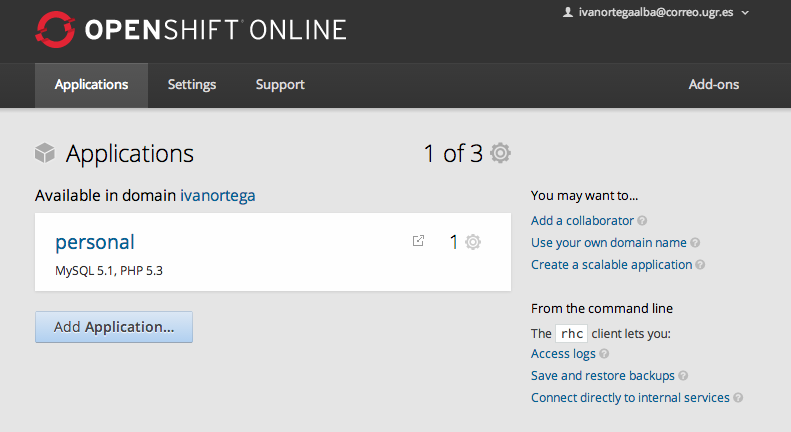 OPENSHIFT ONLINE
ivanortegaalba@correo.ugr.es
Applications
Settings
Support
Add-ons
Applications
1 of 3
Available in domain ivanortega
personal
1
MySQL 5.1, PHP 5.3
Add Application...
You may want to...
Add a collaborator ?
Use your own domain name ?
Create a scalable application ?
From the command line
The rhc client lets you:
Access logs ?
Save and restore backups ?
Connect directly to internal services ?